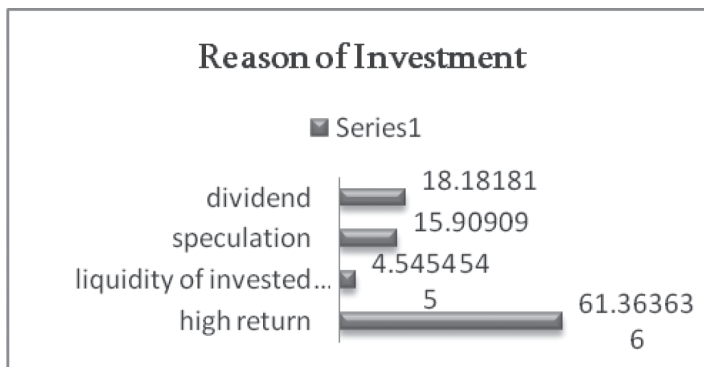 Reason of Investment
Series1
dividend
18.18181
speculation
15.90909
liquidity of invested...
4.545454
5
high return
61.36363
6